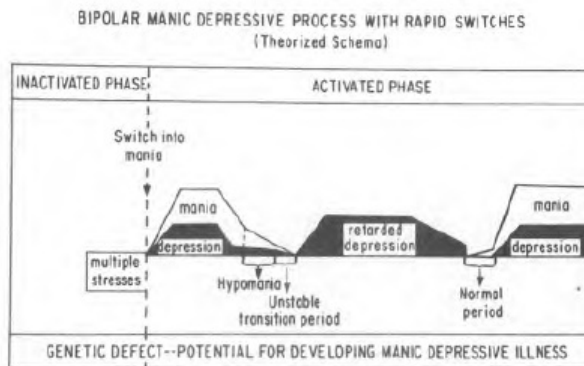 BIPOLAR MANIC DEPRESSIVE PROCESS WITH RAPID SWITCHES
(Theorized Schema)
INACTIVATED PHASE
ACTIVATED PHASE
Switch into
mania
mania
depression
multiple
stresses
Hypomania
Unstable
transition period
retarded
depression
Normal
period
mania
depression
GENETIC DEFECT--POTENTIAL FOR DEVELOPING MANIC DEPRESSIVE ILLNESS